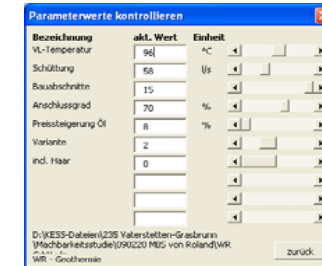 Parameterwerte kontrollieren
Bezeichnung akt. Wert Einheit
VL-Temperatur 96 °C
Schüttung 58 l/s
Bauabschnitte 15
Anschlussgrad 70 %
Preissteigerung Öl 8 %
Variante 2
incl. Haar 0
D:\KESS-Dateien\235 Vaterstetten-Grasbrunn
\Machbarkeitsstudie\090220 MBS von Roland\WR
WR - Geothermie
zurück